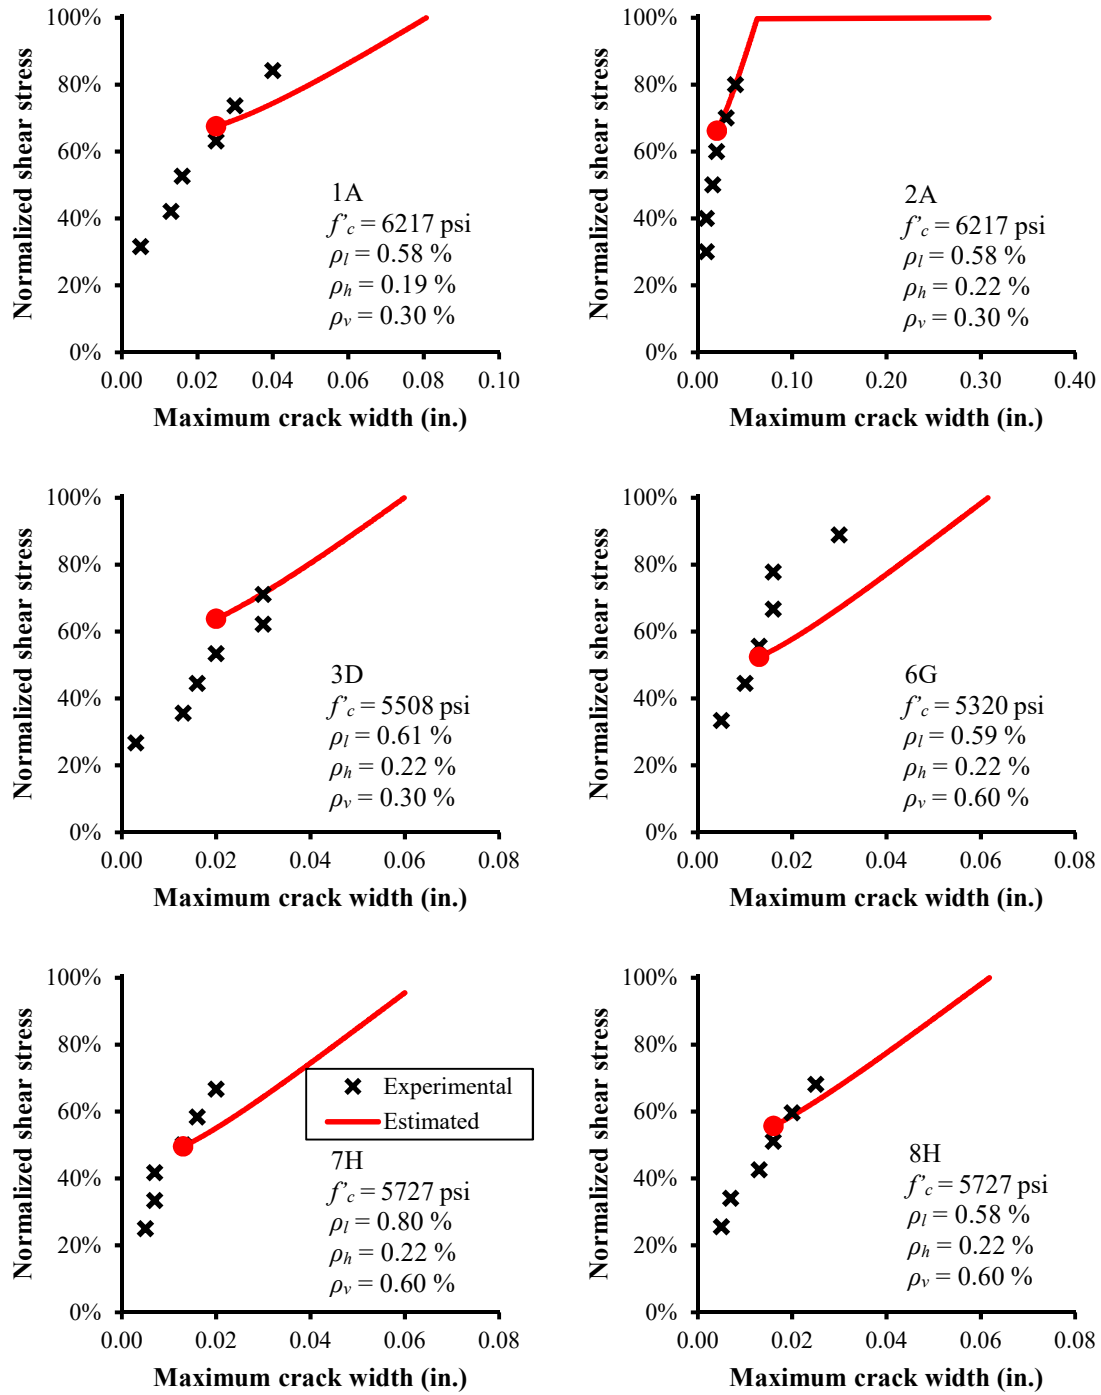 Normalized shear stress
100%
80%
60%
40%
20%
0%
1A
f'c = 6217 psi
ρl = 0.58 %
ρh = 0.19 %
ρv = 0.30 %
0.00 0.02 0.04 0.06 0.08 0.10
Maximum crack width (in.)
Normalized shear stress
100%
80%
60%
40%
20%
0%
2A
f'c = 6217 psi
ρl = 0.58 %
ρh = 0.22 %
ρv = 0.30 %
0.00 0.10 0.20 0.30 0.40
Maximum crack width (in.)
Normalized shear stress
100%
80%
60%
40%
20%
0%
3D
f'c = 5508 psi
ρl = 0.61 %
ρh = 0.22 %
ρv = 0.30 %
0.00 0.02 0.04 0.06 0.08
Maximum crack width (in.)
Normalized shear stress
100%
80%
60%
40%
20%
0%
6G
f'c = 5320 psi
ρl = 0.59 %
ρh = 0.22 %
ρv = 0.60 %
0.00 0.02 0.04 0.06 0.08
Maximum crack width (in.)
Normalized shear stress
100%
80%
60%
40%
20%
0%
Experimental
Estimated
7H
f'c = 5727 psi
ρl = 0.80 %
ρh = 0.22 %
ρv = 0.60 %
0.00 0.02 0.04 0.06 0.08
Maximum crack width (in.)
Normalized shear stress
100%
80%
60%
40%
20%
0%
8H
f'c = 5727 psi
ρl = 0.58 %
ρh = 0.22 %
ρv = 0.60 %
0.00 0.02 0.04 0.06 0.08
Maximum crack width (in.)